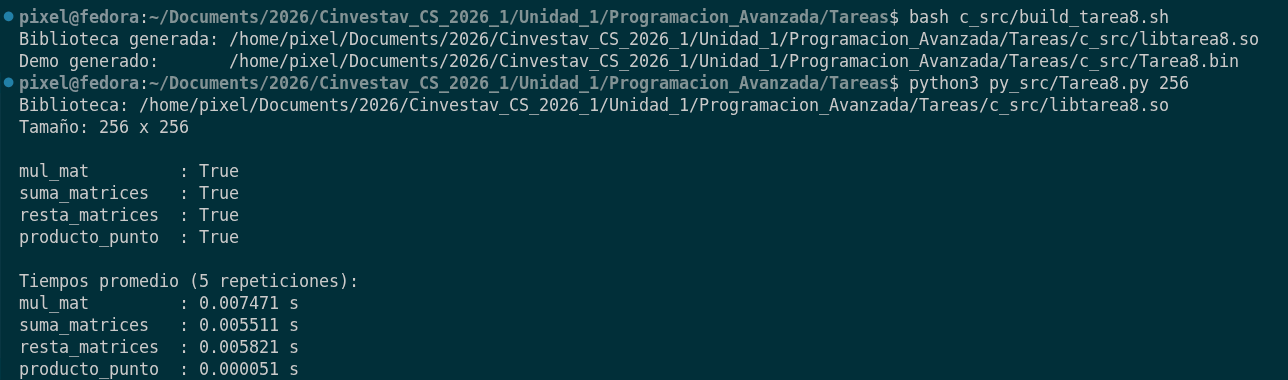 pixel@fedora:~/Documents/2026/Cinvestav_CS_2026_1/Unidad_1/Programacion_Avanzada/Tareas$ bash c_src/build_tarea8.sh
Biblioteca generada: /home/pixel/Documents/2026/Cinvestav_CS_2026_1/Unidad_1/Programacion_Avanzada/Tareas/c_src/libtarea8.so
Demo generado:       /home/pixel/Documents/2026/Cinvestav_CS_2026_1/Unidad_1/Programacion_Avanzada/Tareas/c_src/Tarea8.bin
pixel@fedora:~/Documents/2026/Cinvestav_CS_2026_1/Unidad_1/Programacion_Avanzada/Tareas$ python3 py_src/Tarea8.py 256
Biblioteca: /home/pixel/Documents/2026/Cinvestav_CS_2026_1/Unidad_1/Programacion_Avanzada/Tareas/c_src/libtarea8.so
Tamaño: 256 x 256
mul_mat         : True
suma_matrices   : True
resta_matrices  : True
producto_punto  : True
Tiempos promedio (5 repeticiones):
mul_mat         : 0.007471 s
suma_matrices   : 0.005511 s
resta_matrices  : 0.005821 s
producto_punto  : 0.000051 s